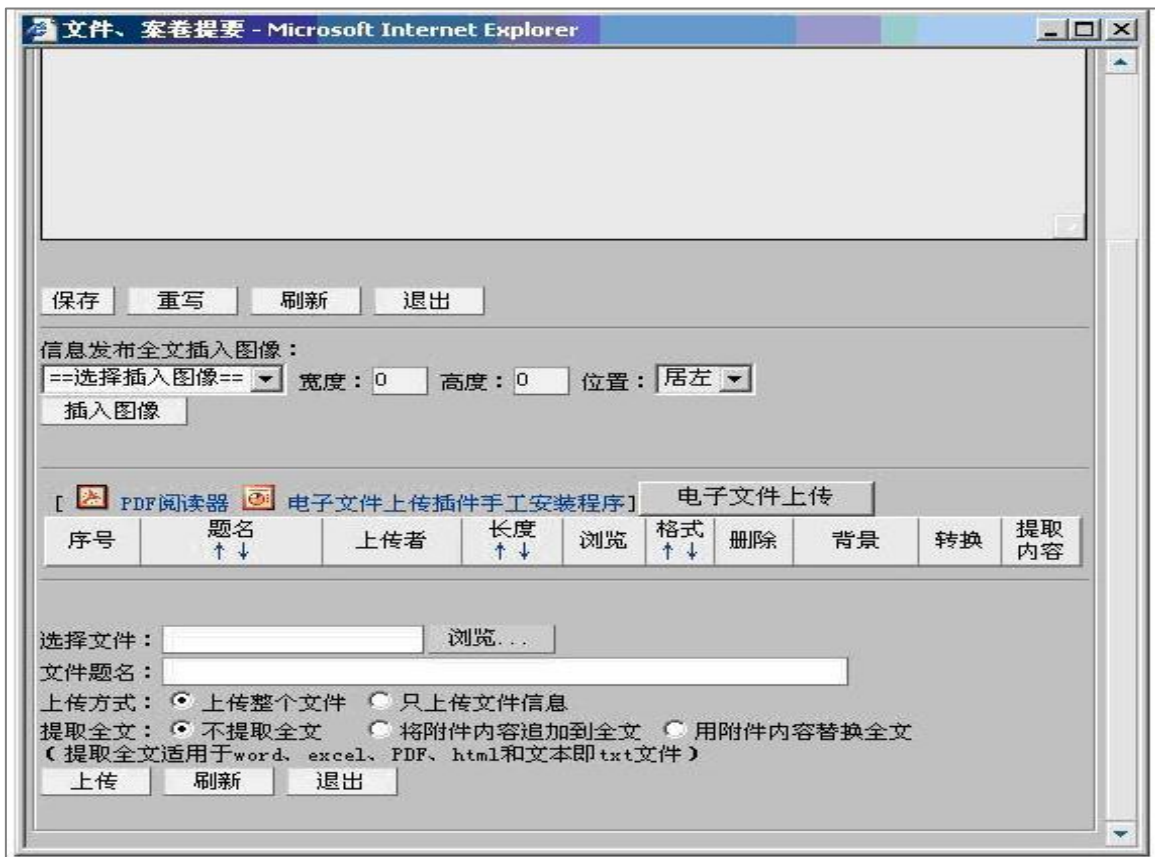 文件、案卷提要 - Microsoft Internet Explorer
保存 重写 刷新 退出
信息发布全文插入图像：
==选择插入图像== 宽度：0 高度：0 位置：居左
插入图像
[ PDF阅读器 电子文件上传插件手工安装程序] 电子文件上传
序号 题名 ↑↓ 上传者 长度 ↑↓ 浏览 格式 ↑↓ 删除 背景 转换 提取内容
选择文件： 浏览...
文件题名：
上传方式： 上传整个文件 只上传文件信息
提取全文： 不提取全文 将附件内容追加到全文 用附件内容替换全文
（提取全文适用于word、excel、PDF、html和文本即txt文件）
上传 刷新 退出